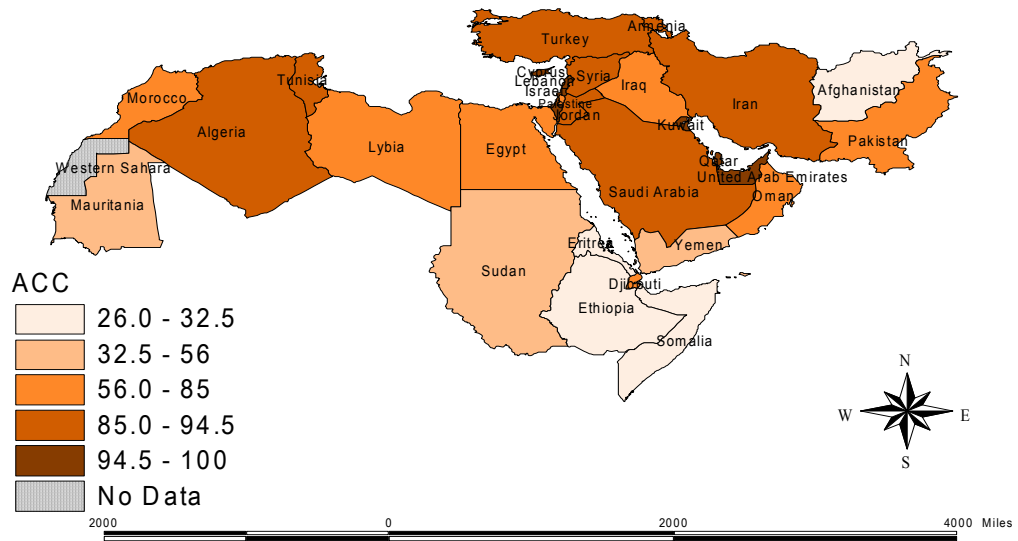 Armenia
Turkey
Cyprus
Lebanon
Israel
Palestine
Jordan
Syria
Iraq
Iran
Afghanistan
Pakistan
Kuwait
Qatar
United Arab Emirates
Oman
Saudi Arabia
Yemen
Morocco
Tunisia
Algeria
Lybia
Egypt
Western Sahara
Mauritania
Sudan
Eritrea
Djibouti
Ethiopia
Somalia
ACC
26.0 - 32.5
32.5 - 56
56.0 - 85
85.0 - 94.5
94.5 - 100
No Data
N
W E
S
2000 0 2000 4000 Miles